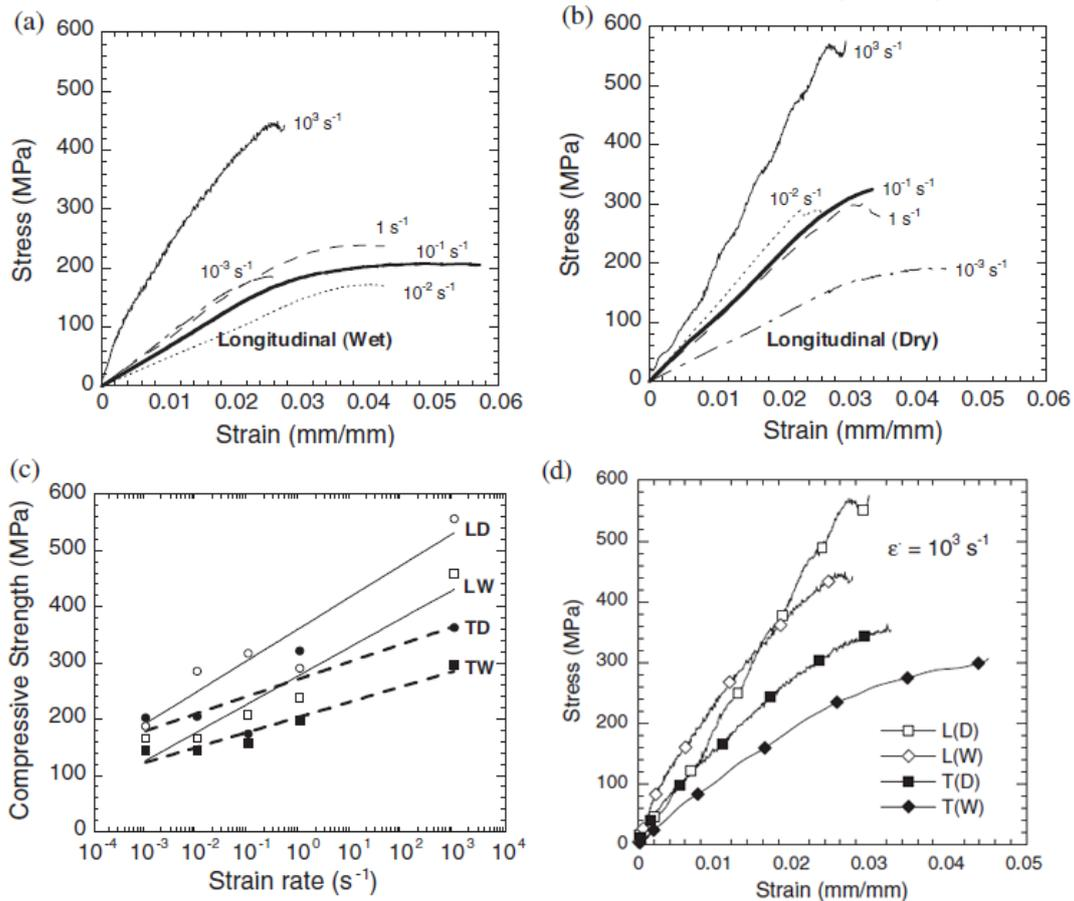 (a)
600
500
400
300
200
100
0
Stress (MPa)
10³ s⁻¹
1 s⁻¹
10⁻¹ s⁻¹
10⁻³ s⁻¹
10⁻² s⁻¹
Longitudinal (Wet)
0 0.01 0.02 0.03 0.04 0.05 0.06
Strain (mm/mm)
(b)
600
500
400
300
200
100
0
Stress (MPa)
10³ s⁻¹
10⁻² s⁻¹
10⁻¹ s⁻¹
1 s⁻¹
10⁻³ s⁻¹
Longitudinal (Dry)
0 0.01 0.02 0.03 0.04 0.05 0.06
Strain (mm/mm)
(c)
600
500
400
300
200
100
0
Compressive Strength (MPa)
LD
LW
TD
TW
10⁻⁴ 10⁻³ 10⁻² 10⁻¹ 10⁰ 10¹ 10² 10³ 10⁴
Strain rate (s⁻¹)
(d)
600
500
400
300
200
100
0
Stress (MPa)
ε· = 10³ s⁻¹
L(D)
L(W)
T(D)
T(W)
0 0.01 0.02 0.03 0.04 0.05
Strain (mm/mm)